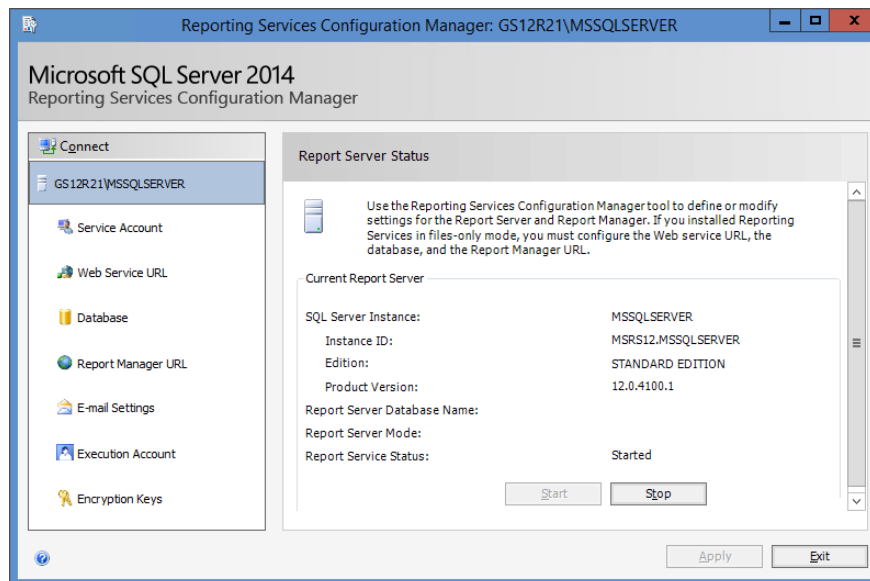 Reporting Services Configuration Manager: GS12R21\MSSQLSERVER
Microsoft SQL Server 2014
Reporting Services Configuration Manager
Connect
GS12R21\MSSQLSERVER
Service Account
Web Service URL
Database
Report Manager URL
E-mail Settings
Execution Account
Encryption Keys
Report Server Status
Use the Reporting Services Configuration Manager tool to define or modify
settings for the Report Server and Report Manager. If you installed Reporting
Services in files-only mode, you must configure the Web service URL, the
database, and the Report Manager URL.
Current Report Server
SQL Server Instance: MSSQLSERVER
Instance ID: MSRS12.MSSQLSERVER
Edition: STANDARD EDITION
Product Version: 12.0.4100.1
Report Server Database Name:
Report Server Mode:
Report Service Status: Started
Start Stop
Apply Exit